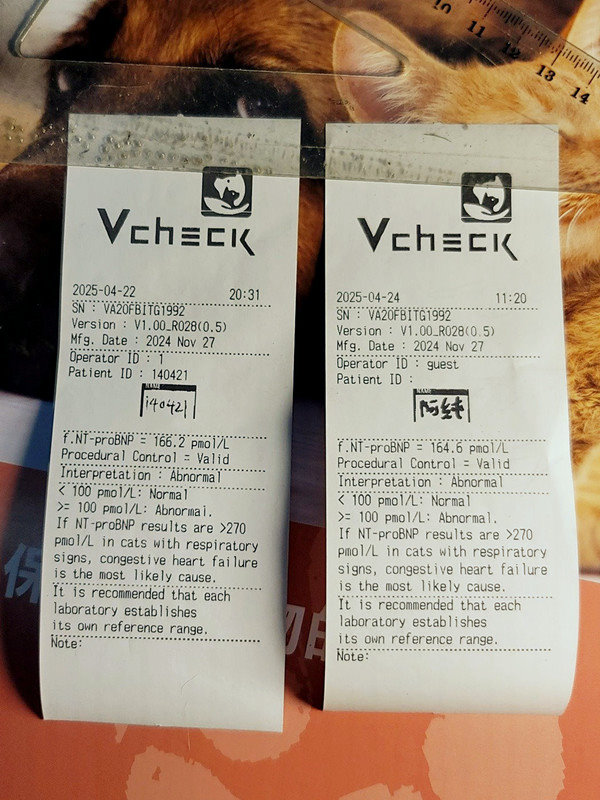 10 11 12 13 14
Vcheck
2025-04-22 20:31
SN : VA20FBITG1992
Version : V1.00_R028(0.5)
Mfg. Date : 2024 Nov 27
Operator ID : 1
Patient ID : 140421
NAME
140421
f.NT-proBNP = 166.2 pmol/L
Procedural Control = Valid
Interpretation : Abnormal
< 100 pmol/L: Normal
>= 100 pmol/L: Abnormal.
If NT-proBNP results are >270
pmol/L in cats with respiratory
signs, congestive heart failure
is the most likely cause.
It is recommended that each
laboratory establishes
its own reference range.
Note:
Vcheck
2025-04-24 11:20
SN : VA20FBITG1992
Version : V1.00_R028(0.5)
Mfg. Date : 2024 Nov 27
Operator ID : guest
Patient ID :
NAME
f.NT-proBNP = 164.6 pmol/L
Procedural Control = Valid
Interpretation : Abnormal
< 100 pmol/L: Normal
>= 100 pmol/L: Abnormal.
If NT-proBNP results are >270
pmol/L in cats with respiratory
signs, congestive heart failure
is the most likely cause.
It is recommended that each
laboratory establishes
its own reference range.
Note:
保